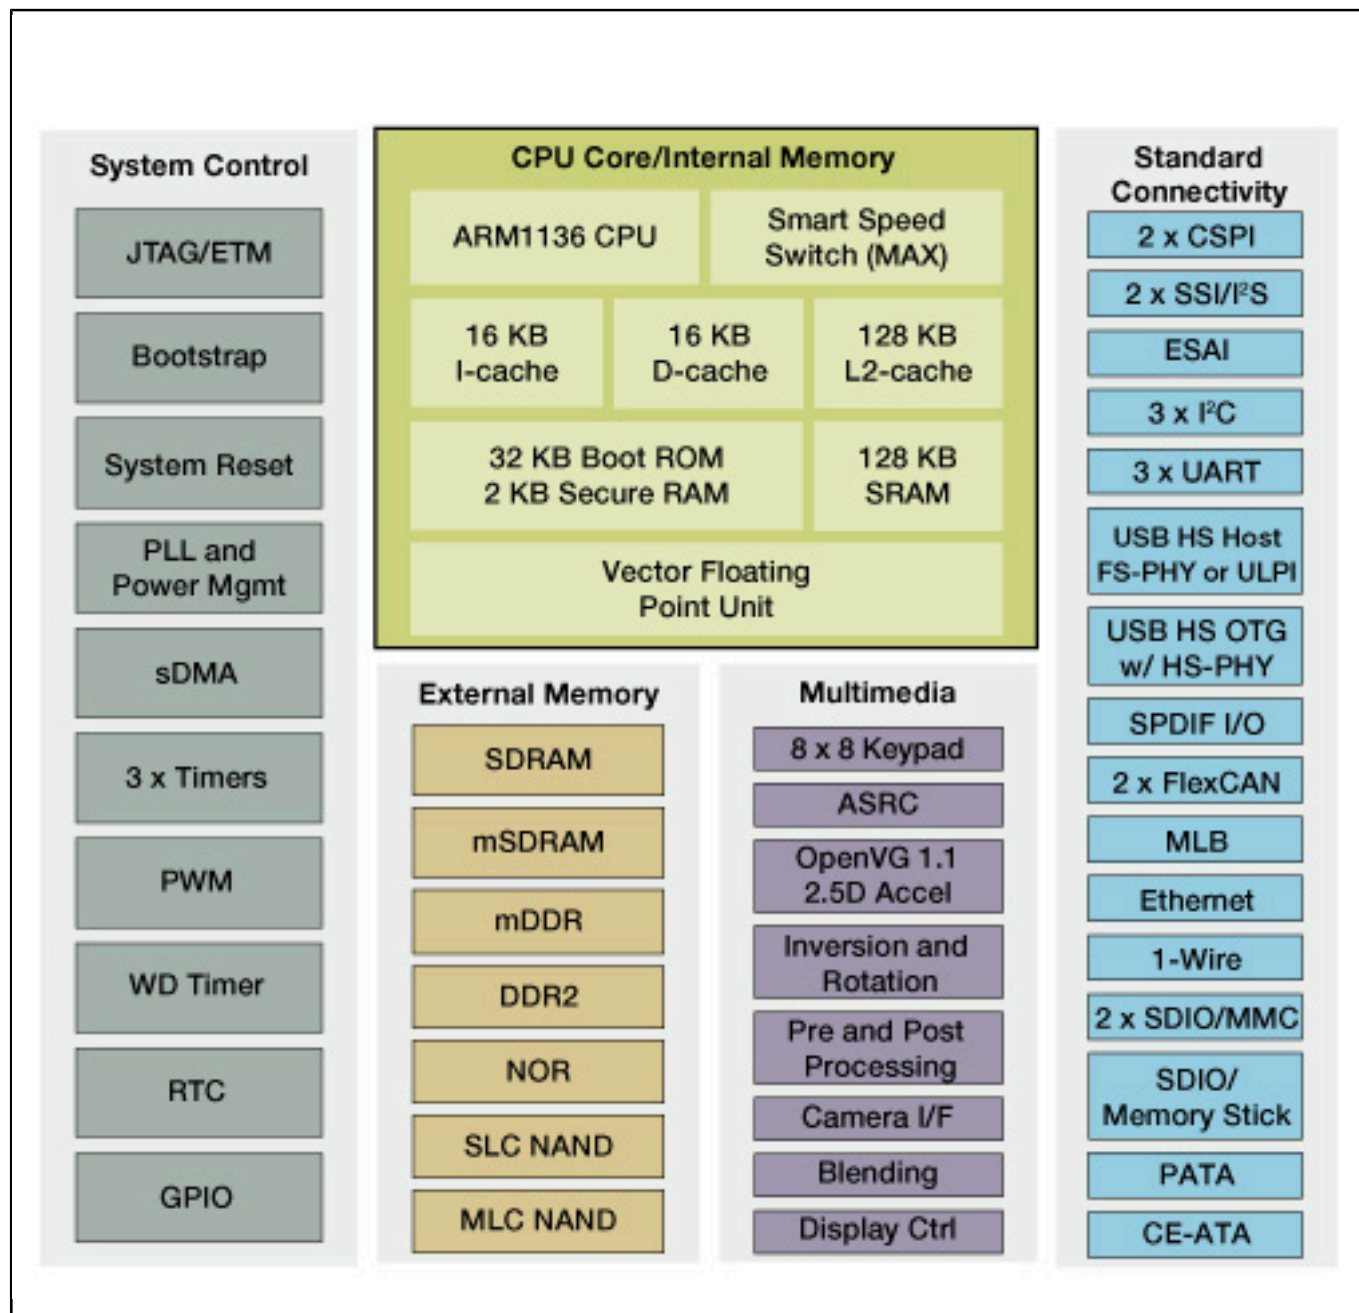 System Control
JTAG/ETM
Bootstrap
System Reset
PLL and
Power Mgmt
sDMA
3 x Timers
PWM
WD Timer
RTC
GPIO
CPU Core/Internal Memory
ARM1136 CPU
Smart Speed
Switch (MAX)
16 KB
I-cache
16 KB
D-cache
128 KB
L2-cache
32 KB Boot ROM
2 KB Secure RAM
128 KB
SRAM
Vector Floating
Point Unit
External Memory
SDRAM
mSDRAM
mDDR
DDR2
NOR
SLC NAND
MLC NAND
Multimedia
8 x 8 Keypad
ASRC
OpenVG 1.1
2.5D Accel
Inversion and
Rotation
Pre and Post
Processing
Camera I/F
Blending
Display Ctrl
Standard
Connectivity
2 x CSPI
2 x SSI/I²S
ESAI
3 x I²C
3 x UART
USB HS Host
FS-PHY or ULPI
USB HS OTG
w/ HS-PHY
SPDIF I/O
2 x FlexCAN
MLB
Ethernet
1-Wire
2 x SDIO/MMC
SDIO/
Memory Stick
PATA
CE-ATA